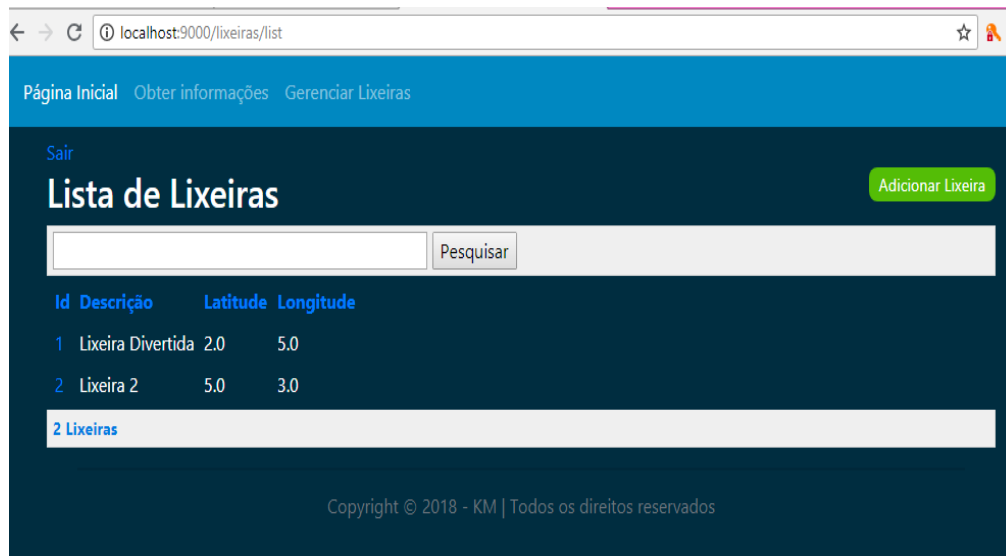 localhost:9000/lixeiras/list
Página Inicial Obter informações Gerenciar Lixeiras
Sair
Lista de Lixeiras
Adicionar Lixeira
Pesquisar
Id Descrição Latitude Longitude
1 Lixeira Divertida 2.0 5.0
2 Lixeira 2 5.0 3.0
2 Lixeiras
Copyright © 2018 - KM | Todos os direitos reservados